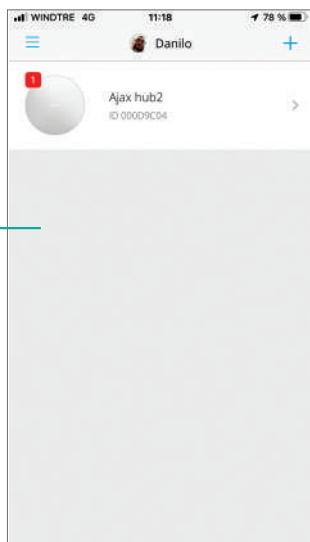 WINDTRE 4G 11:18 78 %
Danilo
1
Ajax hub2
ID 000D9C04